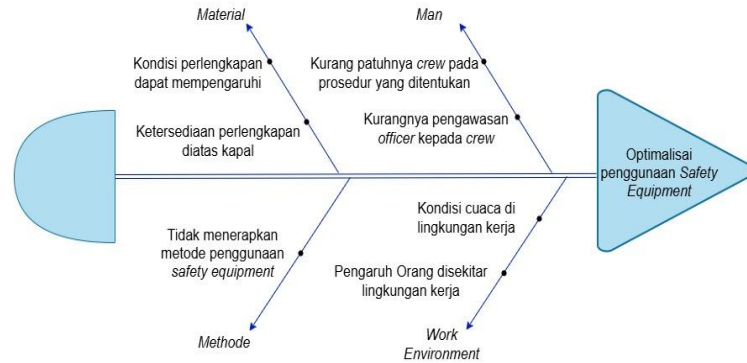 Material
Man
Kondisi perlengkapan
dapat mempengaruhi
Kurang patuhnya crew pada
prosedur yang ditentukan
Ketersediaan perlengkapan
diatas kapal
Kurangnya pengawasan
officer kepada crew
Optimalisai
penggunaan Safety
Equipment
Tidak menerapkan
metode penggunaan
safety equipment
Kondisi cuaca di
lingkungan kerja
Pengaruh Orang disekitar
lingkungan kerja
Methode
Work
Environment